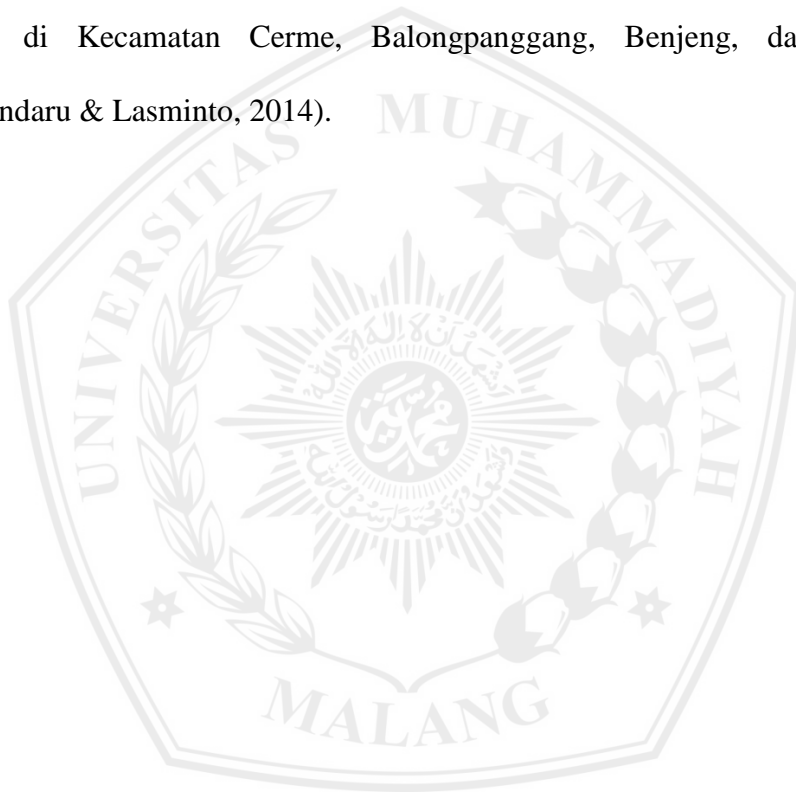 di Kecamatan Cerme, Balongpanggang, Benjeng, da
ndaru & Lasminto, 2014).
UNIVERSITAS MUHAMMADIYAH
MALANG